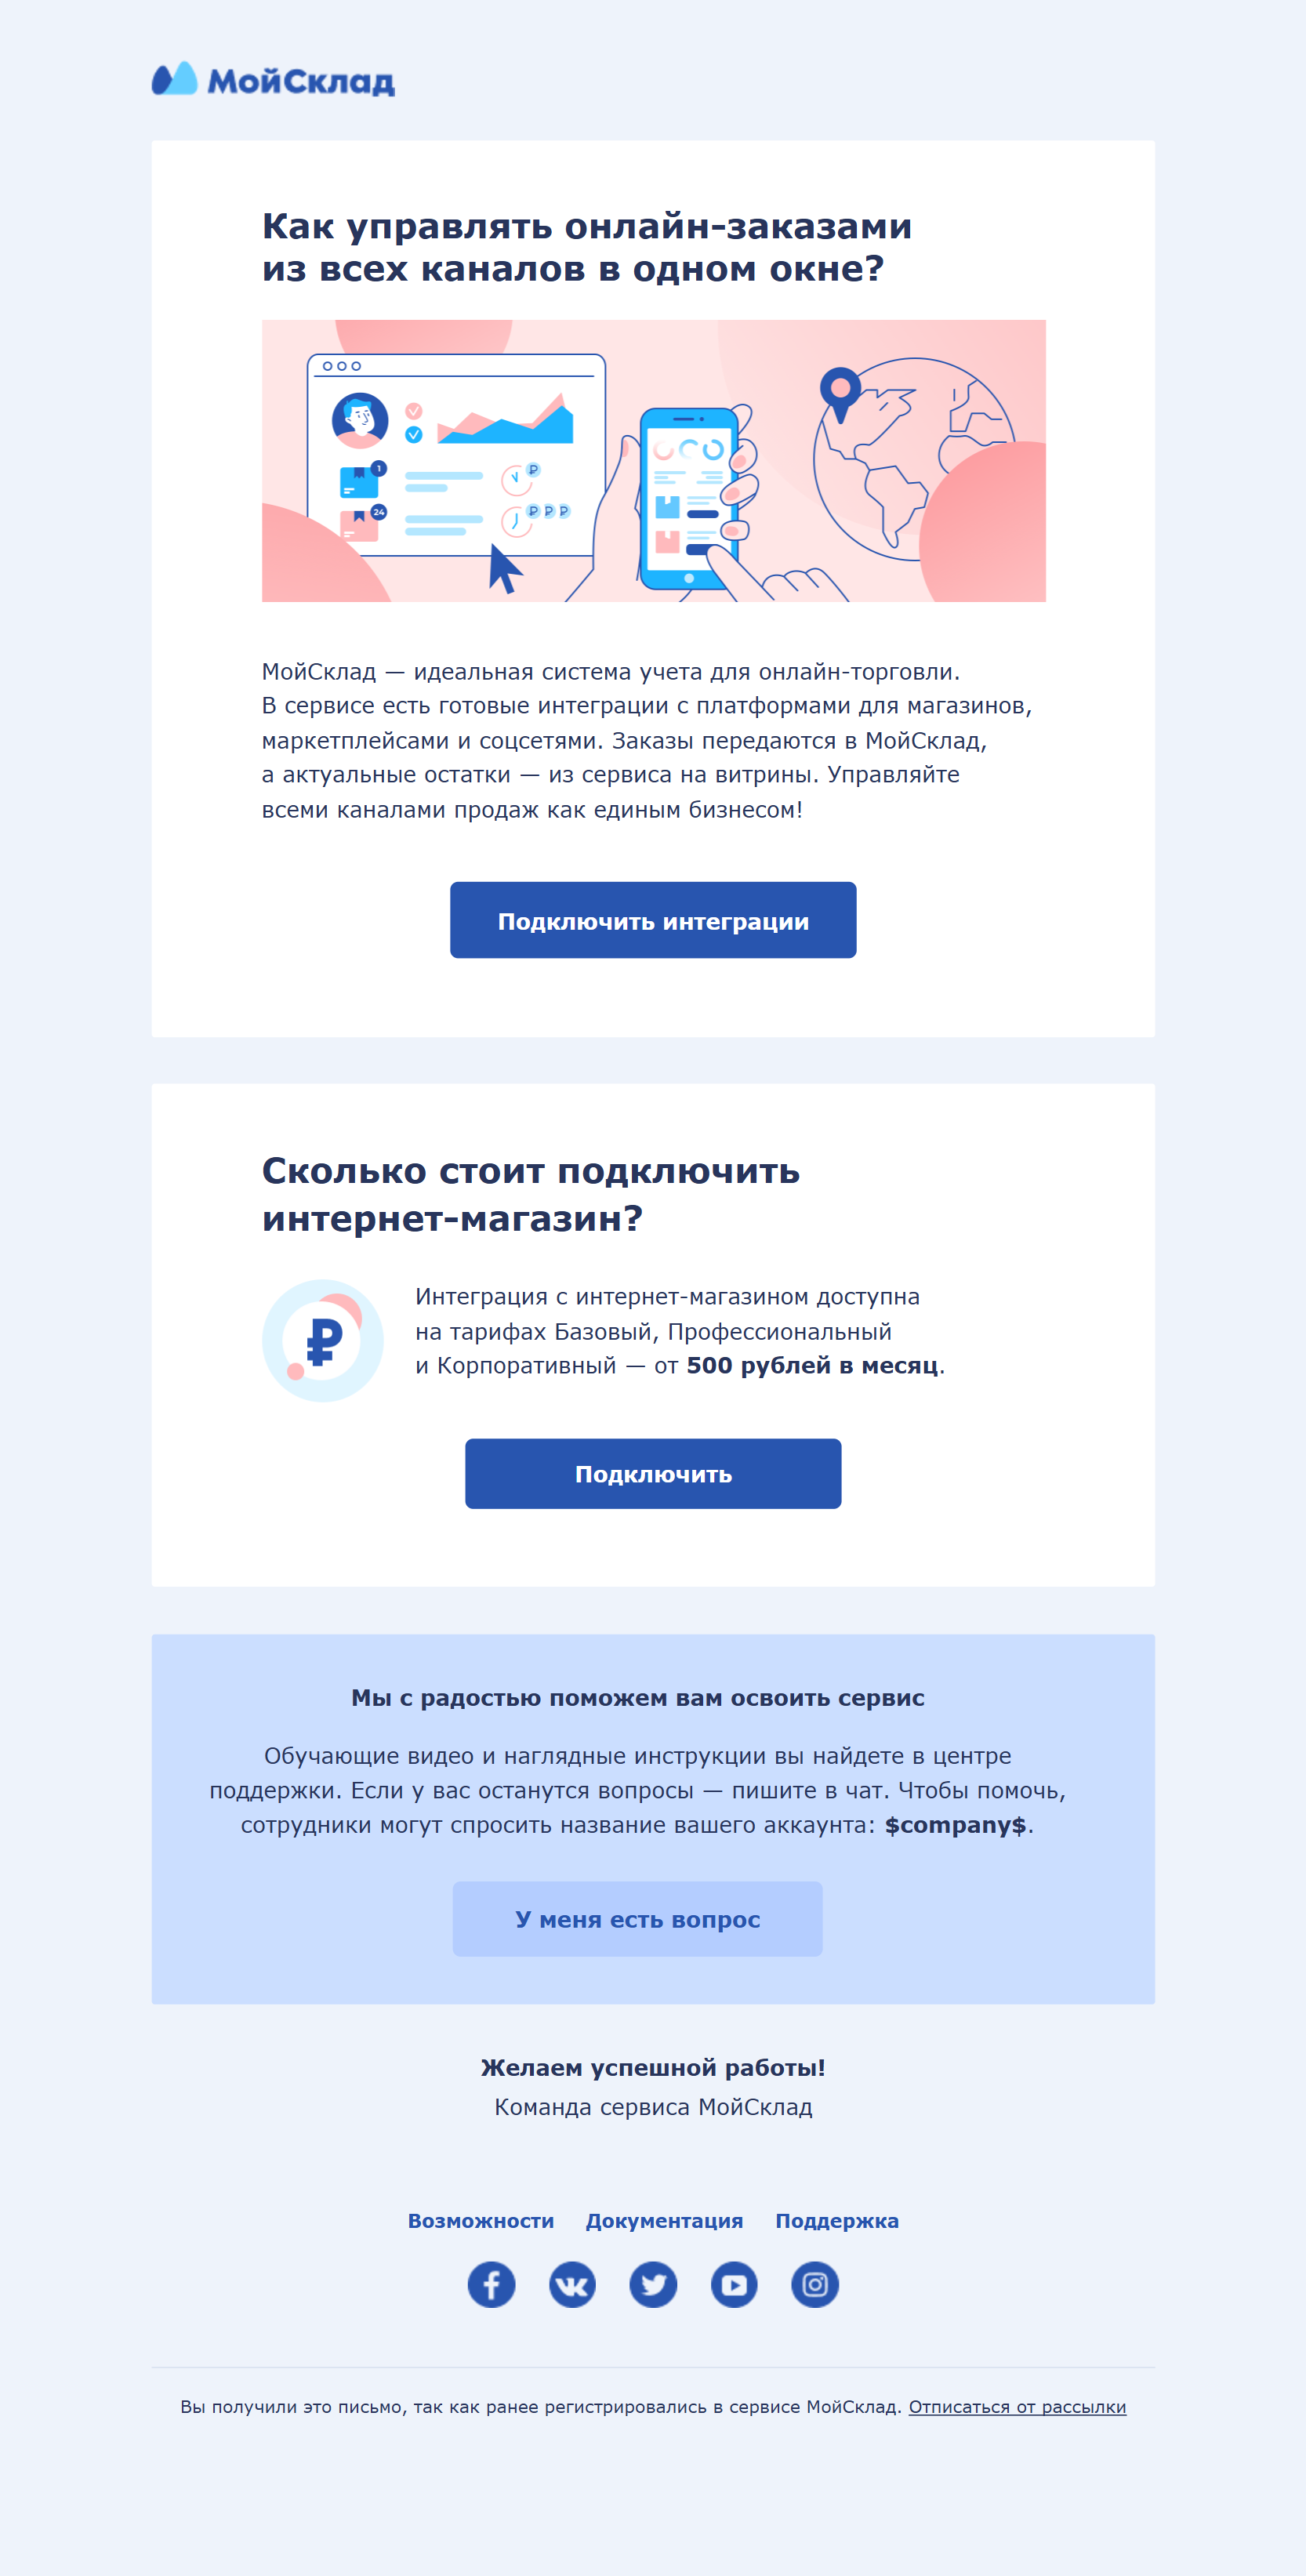 МойСклад
Как управлять онлайн-заказами
из всех каналов в одном окне?
1
₽
24
₽ ₽ ₽
МойСклад — идеальная система учета для онлайн-торговли.
В сервисе есть готовые интеграции с платформами для магазинов,
маркетплейсами и соцсетями. Заказы передаются в МойСклад,
а актуальные остатки — из сервиса на витрины. Управляйте
всеми каналами продаж как единым бизнесом!
Подключить интеграции
Сколько стоит подключить
интернет-магазин?
₽
Интеграция с интернет-магазином доступна
на тарифах Базовый, Профессиональный
и Корпоративный — от 500 рублей в месяц.
Подключить
Мы с радостью поможем вам освоить сервис
Обучающие видео и наглядные инструкции вы найдете в центре
поддержки. Если у вас останутся вопросы — пишите в чат. Чтобы помочь,
сотрудники могут спросить название вашего аккаунта: $company$.
У меня есть вопрос
Желаем успешной работы!
Команда сервиса МойСклад
Возможности Документация Поддержка
Вы получили это письмо, так как ранее регистрировались в сервисе МойСклад. Отписаться от рассылки